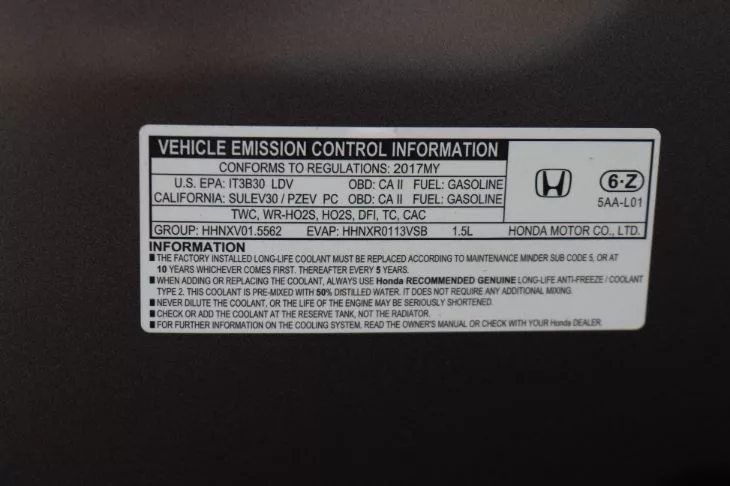 VEHICLE EMISSION CONTROL INFORMATION
CONFORMS TO REGULATIONS: 2017MY
U.S. EPA: IT3B30 LDV OBD: CA II FUEL: GASOLINE
CALIFORNIA: SULEV30 / PZEV PC OBD: CA II FUEL: GASOLINE
TWC, WR-HO2S, HO2S, DFI, TC, CAC
GROUP: HHNXV01.5562 EVAP: HHNXR0113VSB 1.5L
6·Z
5AA-L01
HONDA MOTOR CO., LTD.
INFORMATION
■ THE FACTORY INSTALLED LONG-LIFE COOLANT MUST BE REPLACED ACCORDING TO MAINTENANCE MINDER SUB CODE 5, OR AT
10 YEARS WHICHEVER COMES FIRST. THEREAFTER EVERY 5 YEARS.
■ WHEN ADDING OR REPLACING THE COOLANT, ALWAYS USE Honda RECOMMENDED GENUINE LONG-LIFE ANTI-FREEZE / COOLANT
TYPE 2. THIS COOLANT IS PRE-MIXED WITH 50% DISTILLED WATER. IT DOES NOT REQUIRE ANY ADDITIONAL MIXING.
■ NEVER DILUTE THE COOLANT, OR THE LIFE OF THE ENGINE MAY BE SERIOUSLY SHORTENED.
■ CHECK OR ADD THE COOLANT AT THE RESERVE TANK, NOT THE RADIATOR.
■ FOR FURTHER INFORMATION ON THE COOLING SYSTEM, READ THE OWNER'S MANUAL OR CHECK WITH YOUR Honda DEALER.